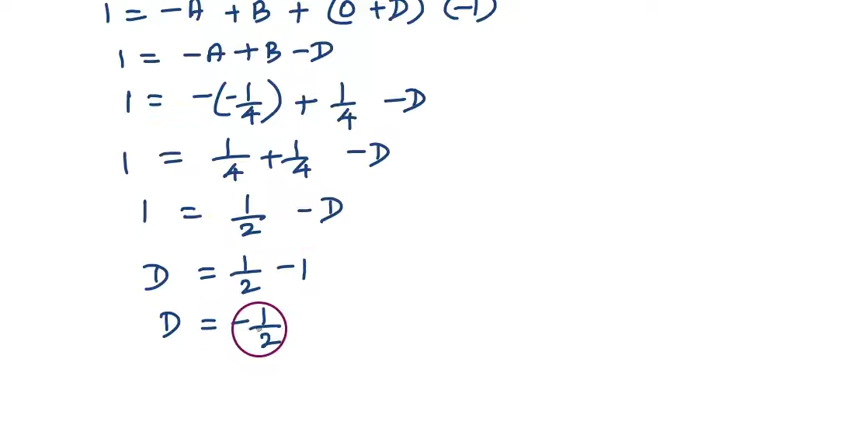 1 = -A + B + (0 + D) (-1)
1 = -A + B - D
1 = -(-1/4) + 1/4 - D
1 = 1/4 + 1/4 - D
1 = 1/2 - D
D = 1/2 - 1
D = -1/2